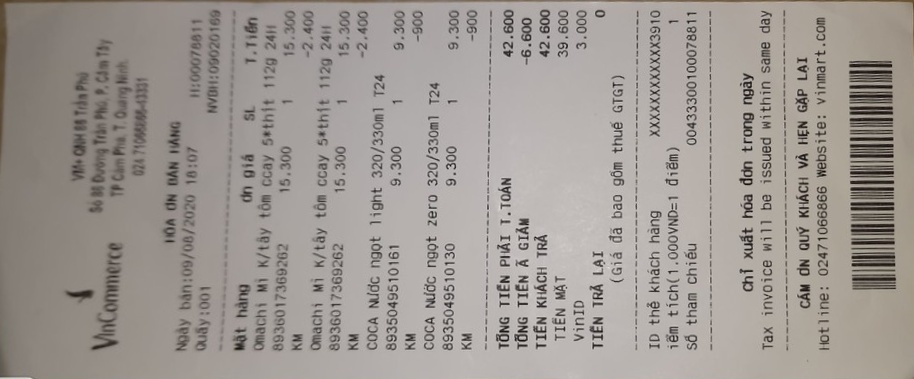 VinCommerce
VM+ QNH 88 Trần Phú
Số 88 Đường Trần Phú, P. Cẩm Tây
TP Cẩm Phả, T. Quảng Ninh
024 71066866-43331
HÓA ĐN BÁN HÀNG
Ngày bán:09/08/2020 18:07 H:00078811
Quầy:001 NVBH:09020169
Mặt hàng đn giá SL T.Tiền
Omachi Mì K/tây tôm ccay 5*thịt 112g 24H
8936017369262 15.300 1 15.300
KM -2.400
Omachi Mì K/tây tôm ccay 5*thịt 112g 24H
8936017369262 15.300 1 15.300
KM -2.400
COCA Nước ngọt light 320/330ml T24
8935049510161 9.300 1 9.300
KM -900
COCA Nước ngọt zero 320/330ml T24
8935049510130 9.300 1 9.300
KM -900
TỔNG TIỀN PHẢI T.TOÁN 42.600
TỔNG TIỀN Ã GIẢM -6.600
TIỀN KHÁCH TRẢ 42.600
TIỀN MẶT 39.600
VinID 3.000
TIỀN TRẢ LẠI 0
(Giá đã bao gồm thuế GTGT)
ID thẻ khách hàng XXXXXXXXXXXX3910
iểm tích(1.000VND=1 điểm) 1
Số tham chiếu 00433300100078811
Chỉ xuất hóa đơn trong ngày
Tax invoice will be issued within same day
CẢM ƠN QUÝ KHÁCH VÀ HẸN GẶP LẠI
Hotline: 02471066866 Website: vinmart.com